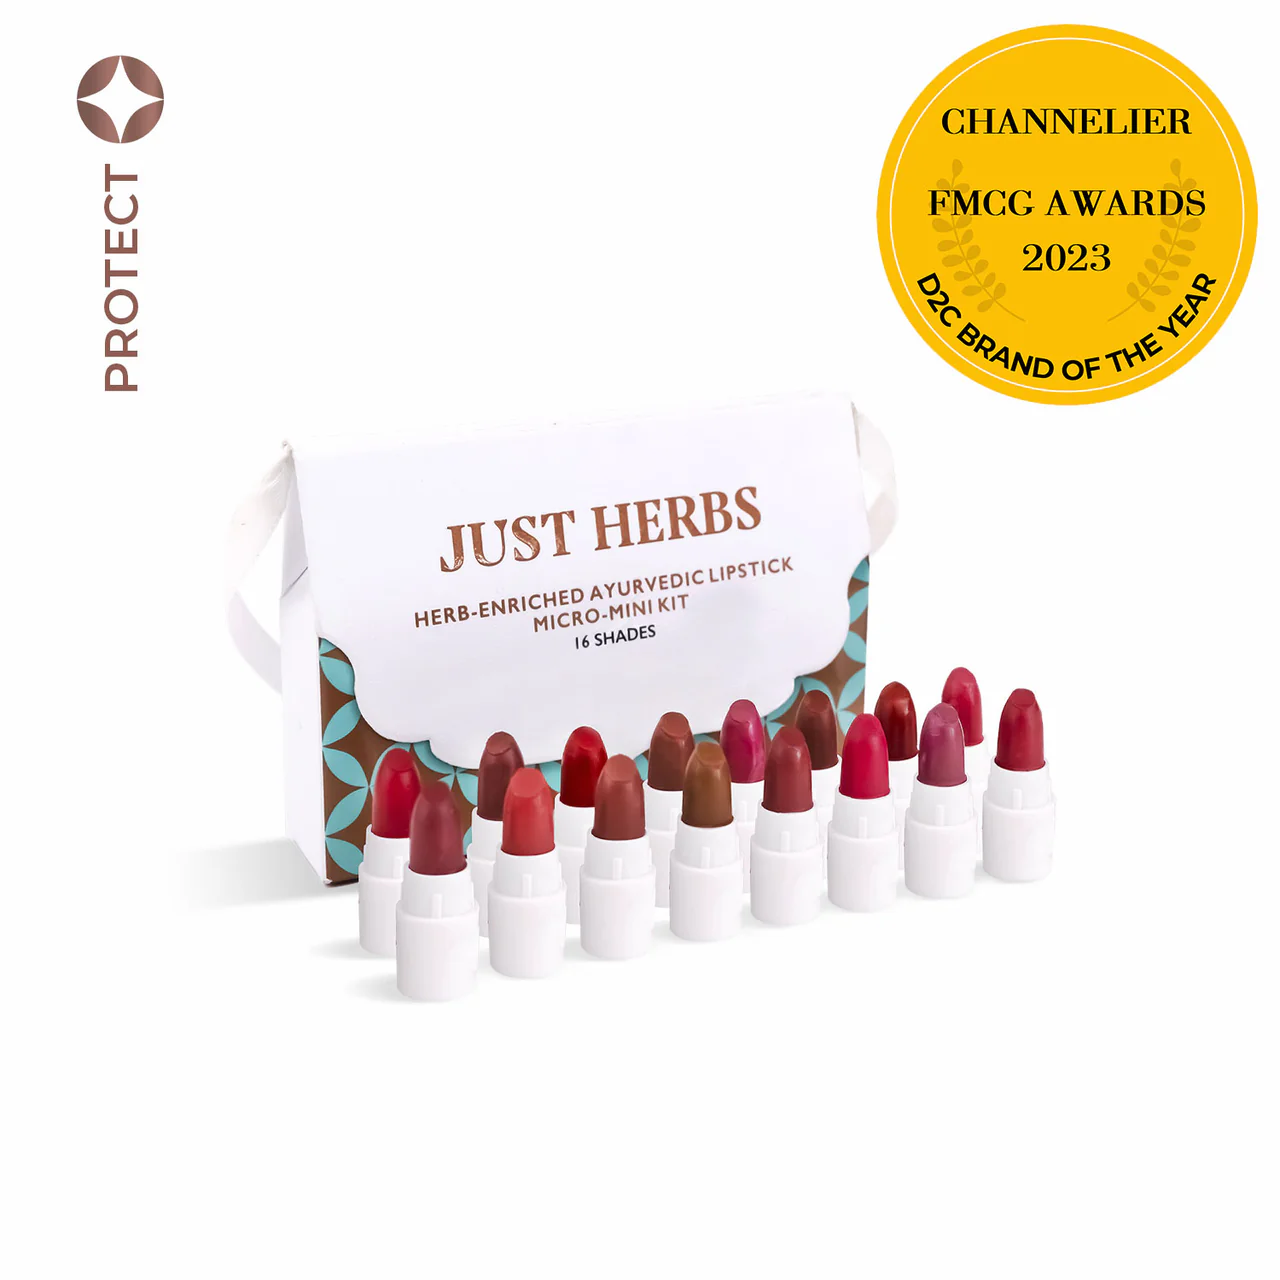 PROTECT
CHANNELIER
FMCG AWARDS
2023
D2C BRAND OF THE YEAR
JUST HERBS
HERB-ENRICHED AYURVEDIC LIPSTICK
MICRO-MINI KIT
16 SHADES